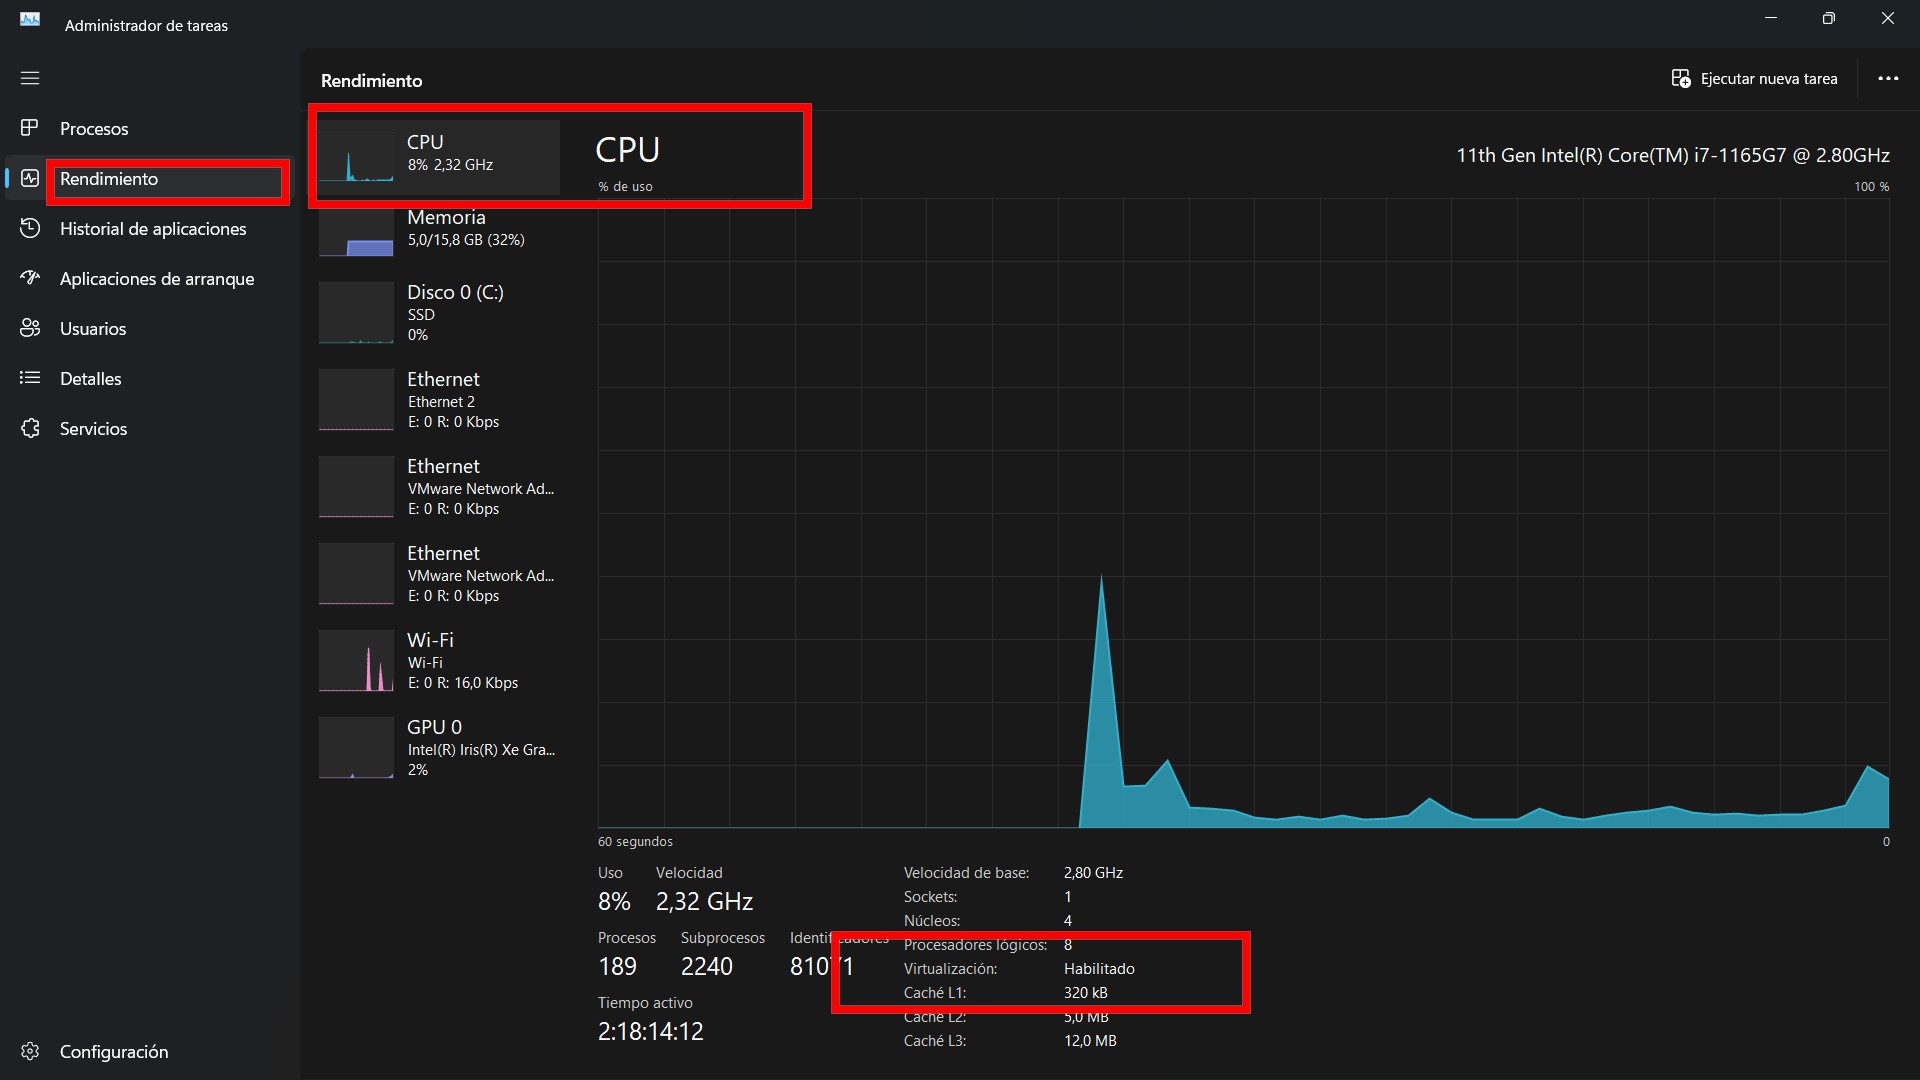 Administrador de tareas
Procesos
Rendimiento
Historial de aplicaciones
Aplicaciones de arranque
Usuarios
Detalles
Servicios
Configuración
Rendimiento
Ejecutar nueva tarea
CPU
8% 2,32 GHz
Memoria
5,0/15,8 GB (32%)
Disco 0 (C:)
SSD
0%
Ethernet
Ethernet 2
E: 0 R: 0 Kbps
Ethernet
VMware Network Ad...
E: 0 R: 0 Kbps
Ethernet
VMware Network Ad...
E: 0 R: 0 Kbps
Wi-Fi
Wi-Fi
E: 0 R: 16,0 Kbps
GPU 0
Intel(R) Iris(R) Xe Gra...
2%
CPU
11th Gen Intel(R) Core(TM) i7-1165G7 @ 2.80GHz
% de uso
100 %
60 segundos
0
Uso
8%
Velocidad
2,32 GHz
Procesos
189
Subprocesos
2240
Identificadores
81071
Tiempo activo
2:18:14:12
Velocidad de base: 2,80 GHz
Sockets: 1
Núcleos: 4
Procesadores lógicos: 8
Virtualización: Habilitado
Caché L1: 320 kB
Caché L2: 5,0 MB
Caché L3: 12,0 MB